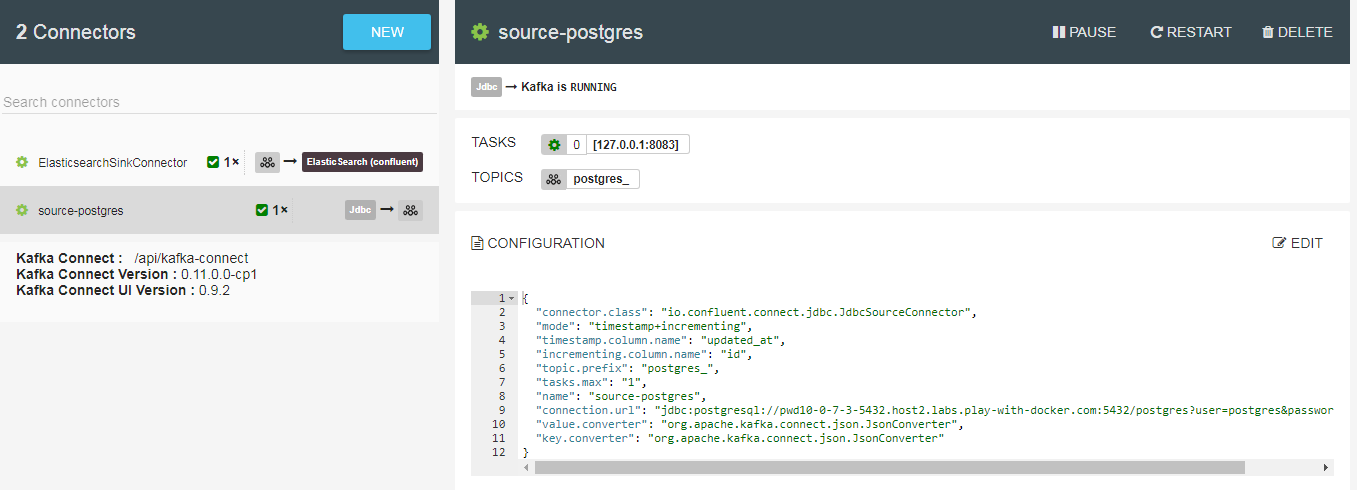 2 Connectors
NEW
Search connectors
ElasticsearchSinkConnector 1× ElasticSearch (confluent)
source-postgres 1× Jdbc
Kafka Connect : /api/kafka-connect
Kafka Connect Version : 0.11.0.0-cp1
Kafka Connect UI Version : 0.9.2
source-postgres
PAUSE RESTART DELETE
Jdbc → Kafka is RUNNING
TASKS 0 [127.0.0.1:8083]
TOPICS postgres_
CONFIGURATION
EDIT
1 {
2 "connector.class": "io.confluent.connect.jdbc.JdbcSourceConnector",
3 "mode": "timestamp+incrementing",
4 "timestamp.column.name": "updated_at",
5 "incrementing.column.name": "id",
6 "topic.prefix": "postgres_",
7 "tasks.max": "1",
8 "name": "source-postgres",
9 "connection.url": "jdbc:postgresql://pwd10-0-7-3-5432.host2.labs.play-with-docker.com:5432/postgres?user=postgres&passwor
10 "value.converter": "org.apache.kafka.connect.json.JsonConverter",
11 "key.converter": "org.apache.kafka.connect.json.JsonConverter"
12 }